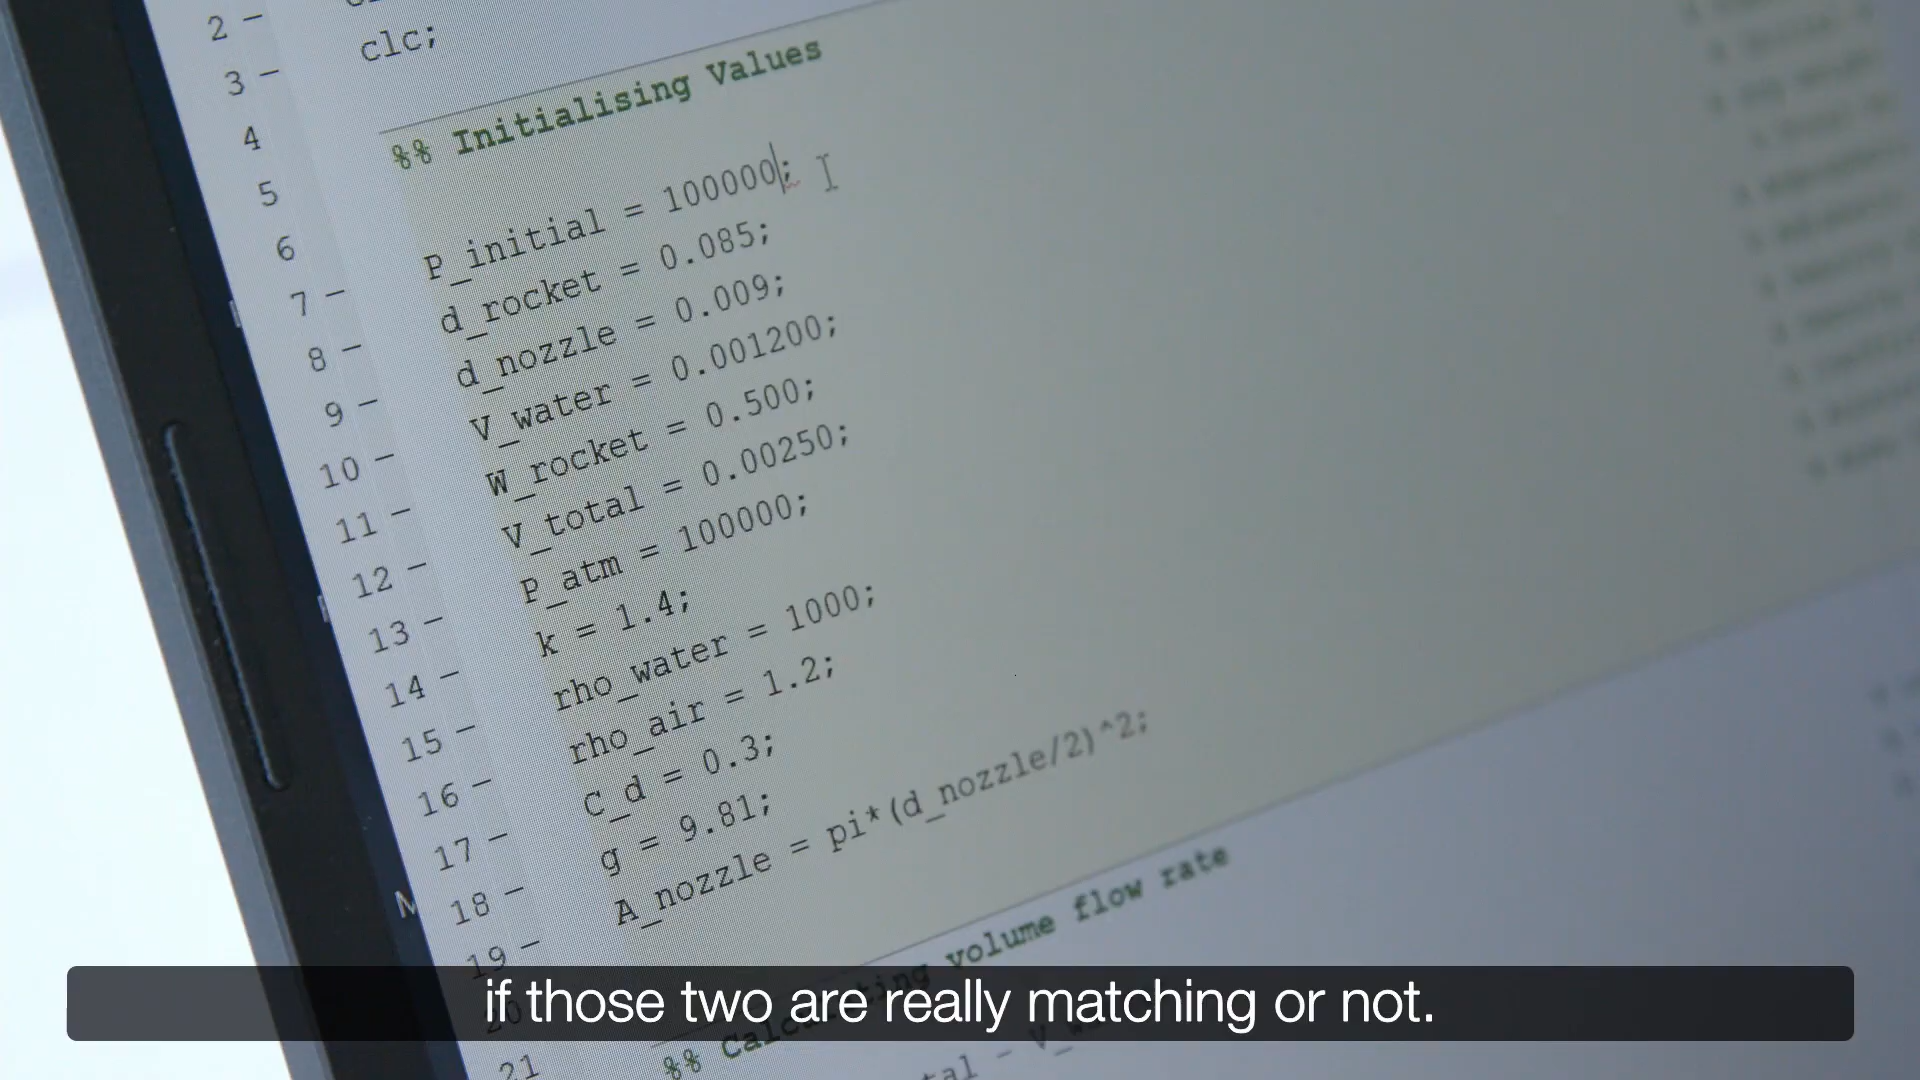 2 –
3 – clc;
4
5 %% Initialising Values
6
7 – P_initial = 100000;
8 – d_rocket = 0.085;
9 – d_nozzle = 0.009;
10 – V_water = 0.001200;
11 – W_rocket = 0.500;
12 – V_total = 0.00250;
13 – P_atm = 100000;
14 – k = 1.4;
15 – rho_water = 1000;
16 – rho_air = 1.2;
17 – C_d = 0.3;
18 – g = 9.81;
19 – A_nozzle = pi*(d_nozzle/2)^2;
20
21 %% Calculating volume flow rate
if those two are really matching or not.